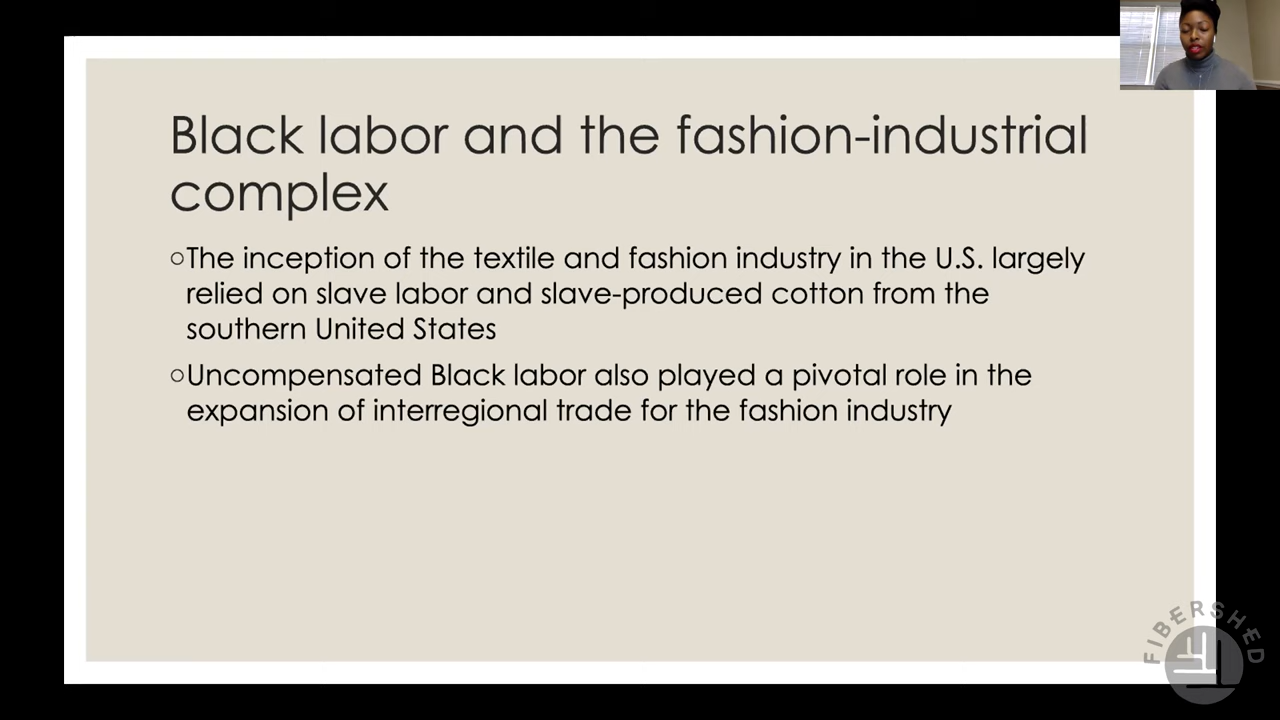 Black labor and the fashion-industrial
complex
○The inception of the textile and fashion industry in the U.S. largely
relied on slave labor and slave-produced cotton from the
southern United States
○Uncompensated Black labor also played a pivotal role in the
expansion of interregional trade for the fashion industry
FIBERSHED